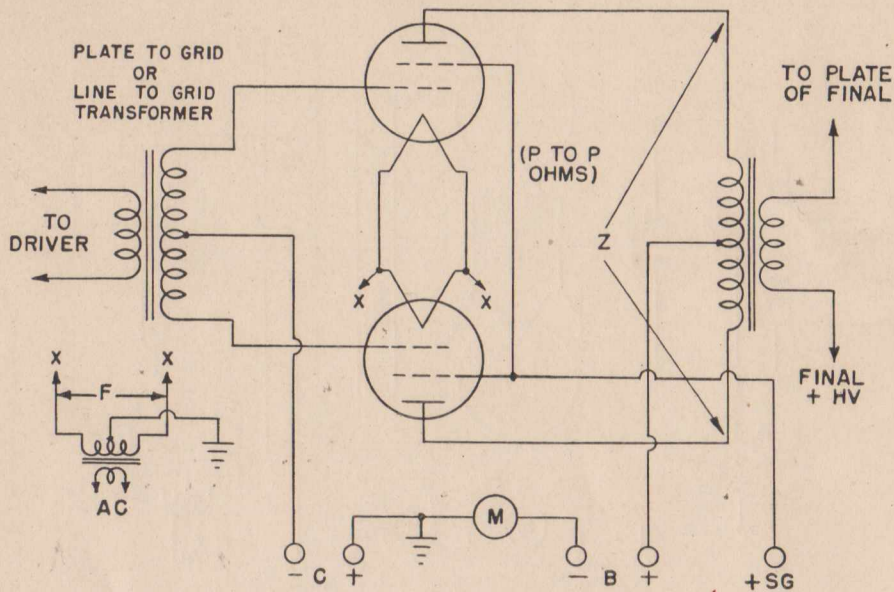 PLATE TO GRID
OR
LINE TO GRID
TRANSFORMER
TO PLATE
OF FINAL
(P TO P
OHMS)
TO
DRIVER
Z
X
X
X
F
X
FINAL
+ HV
AC
M
- C +
- B +
+ SG